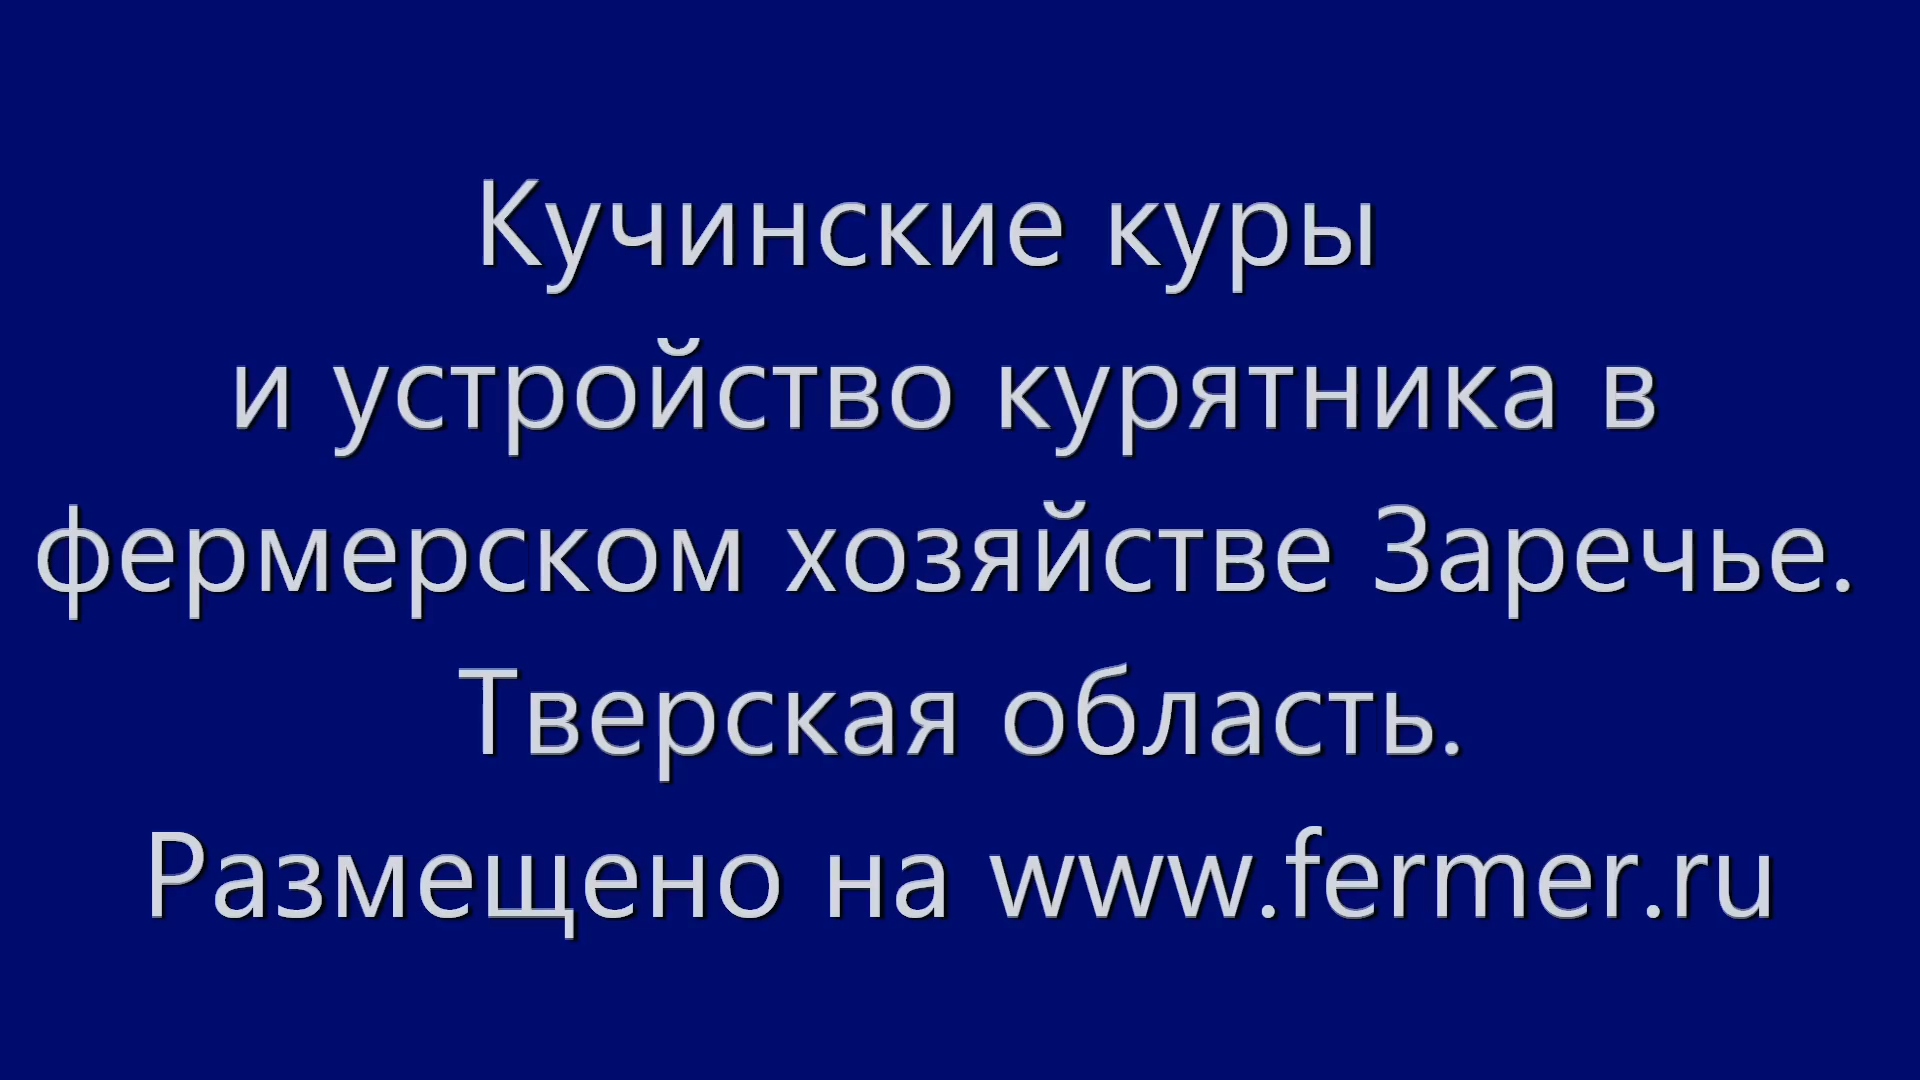 Кучинские куры
и устройство курятника в
фермерском хозяйстве Заречье.
Тверская область.
Размещено на www.fermer.ru